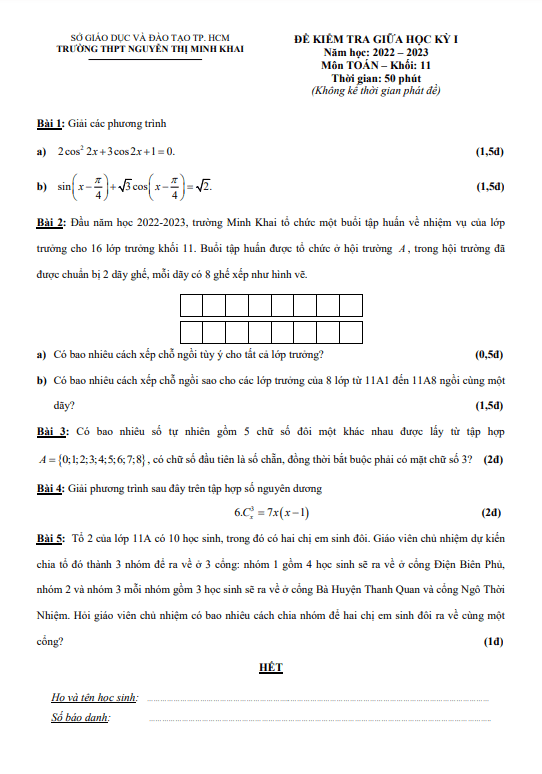 SỞ GIÁO DỤC VÀ ĐÀO TẠO TP. HCM
TRƯỜNG THPT NGUYỄN THỊ MINH KHAI
ĐỀ KIỂM TRA GIỮA HỌC KỲ I
Năm học: 2022 – 2023
Môn TOÁN – Khối: 11
Thời gian: 50 phút
(Không kể thời gian phát đề)
Bài 1: Giải các phương trình
a) 2cos² 2x + 3cos 2x + 1 = 0. (1,5đ)
b) sin(x − π/4) + √3 cos(x − π/4) = √2. (1,5đ)
Bài 2: Đầu năm học 2022-2023, trường Minh Khai tổ chức một buổi tập huấn về nhiệm vụ của lớp
trưởng cho 16 lớp trưởng khối 11. Buổi tập huấn được tổ chức ở hội trường A, trong hội trường đã
được chuẩn bị 2 dãy ghế, mỗi dãy có 8 ghế xếp như hình vẽ.
a) Có bao nhiêu cách xếp chỗ ngồi tùy ý cho tất cả lớp trưởng? (0,5đ)
b) Có bao nhiêu cách xếp chỗ ngồi sao cho các lớp trưởng của 8 lớp từ 11A1 đến 11A8 ngồi cùng một
dãy? (1,5đ)
Bài 3: Có bao nhiêu số tự nhiên gồm 5 chữ số đôi một khác nhau được lấy từ tập hợp
A = {0;1;2;3;4;5;6;7;8}, có chữ số đầu tiên là số chẵn, đồng thời bắt buộc phải có mặt chữ số 3? (2đ)
Bài 4: Giải phương trình sau đây trên tập hợp số nguyên dương
6.C³ₓ = 7x(x − 1) (2đ)
Bài 5: Tổ 2 của lớp 11A có 10 học sinh, trong đó có hai chị em sinh đôi. Giáo viên chủ nhiệm dự kiến
chia tổ đó thành 3 nhóm để ra về ở 3 cổng: nhóm 1 gồm 4 học sinh sẽ ra về ở cổng Điện Biên Phủ,
nhóm 2 và nhóm 3 mỗi nhóm gồm 3 học sinh sẽ ra về ở cổng Bà Huyện Thanh Quan và cổng Ngô Thời
Nhiệm. Hỏi giáo viên chủ nhiệm có bao nhiêu cách chia nhóm để hai chị em sinh đôi ra về cùng một
cổng? (1đ)
HẾT
Họ và tên học sinh:
Số báo danh: